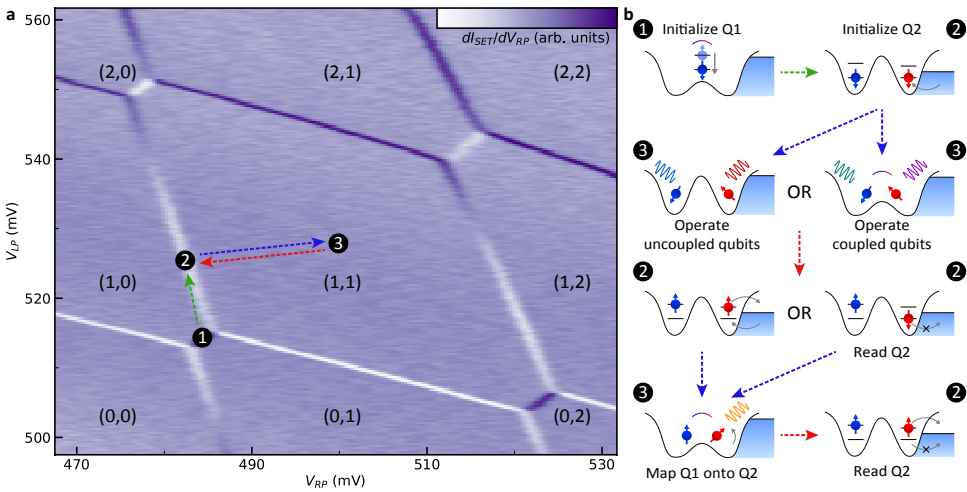 a
dI_SET/dV_RP (arb. units)
(2,0)
(2,1)
(2,2)
(1,0)
(1,1)
(1,2)
(0,0)
(0,1)
(0,2)
1
2
3
560
540
520
500
V_LP (mV)
470
490
510
530
V_RP (mV)
b
1
Initialize Q1
Initialize Q2
2
3
OR
3
Operate
uncoupled qubits
Operate
coupled qubits
2
OR
2
Read Q2
3
Map Q1 onto Q2
2
Read Q2